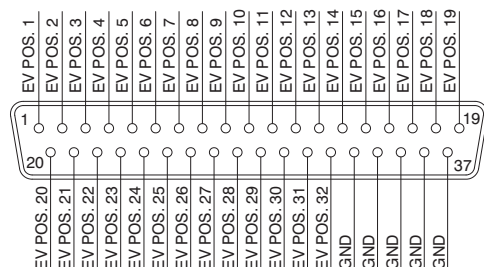 EV POS. 1
EV POS. 2
EV POS. 3
EV POS. 4
EV POS. 5
EV POS. 6
EV POS. 7
EV POS. 8
EV POS. 9
EV POS. 10
EV POS. 11
EV POS. 12
EV POS. 13
EV POS. 14
EV POS. 15
EV POS. 16
EV POS. 17
EV POS. 18
EV POS. 19
1
19
20
37
EV POS. 20
EV POS. 21
EV POS. 22
EV POS. 23
EV POS. 24
EV POS. 25
EV POS. 26
EV POS. 27
EV POS. 28
EV POS. 29
EV POS. 30
EV POS. 31
EV POS. 32
GND
GND
GND
GND
GND